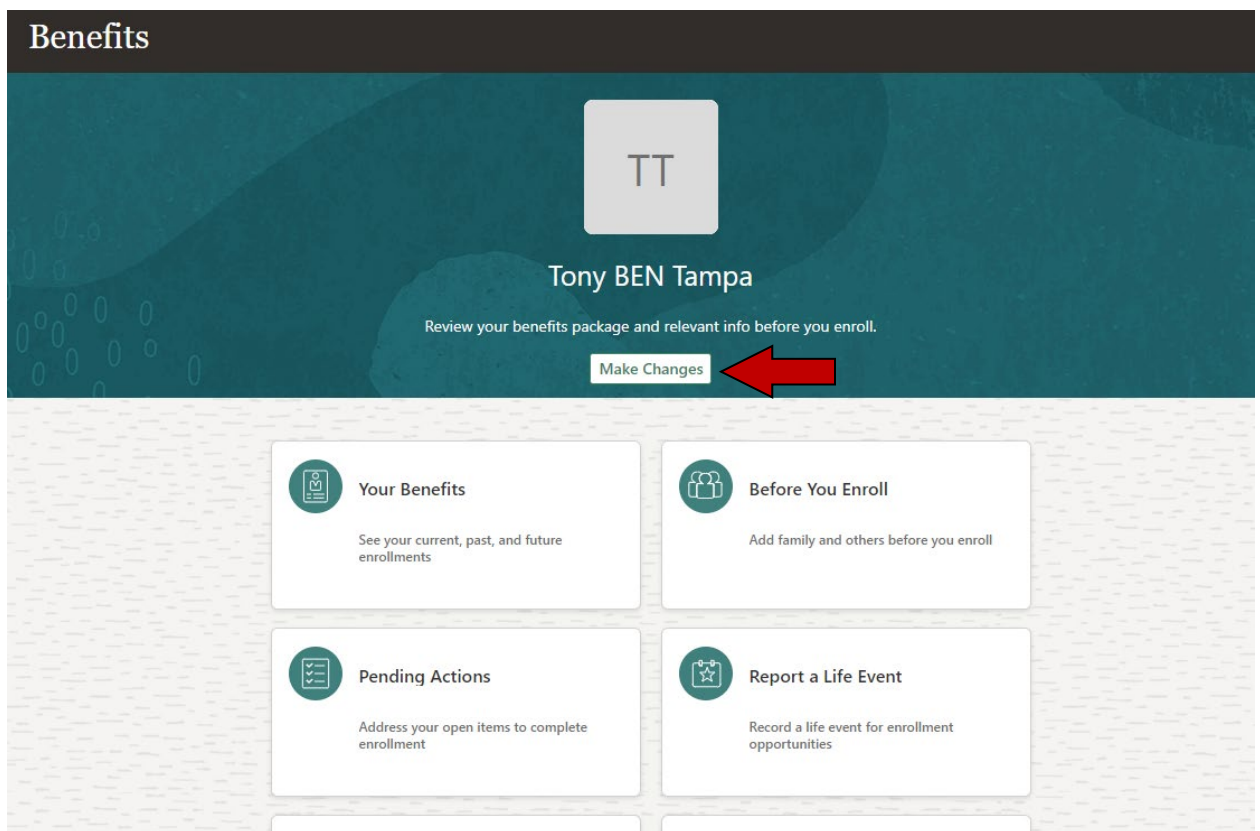 Benefits
TT
Tony BEN Tampa
Review your benefits package and relevant info before you enroll.
Make Changes
Your Benefits
See your current, past, and future
enrollments
Before You Enroll
Add family and others before you enroll
Pending Actions
Address your open items to complete
enrollment
Report a Life Event
Record a life event for enrollment
opportunities